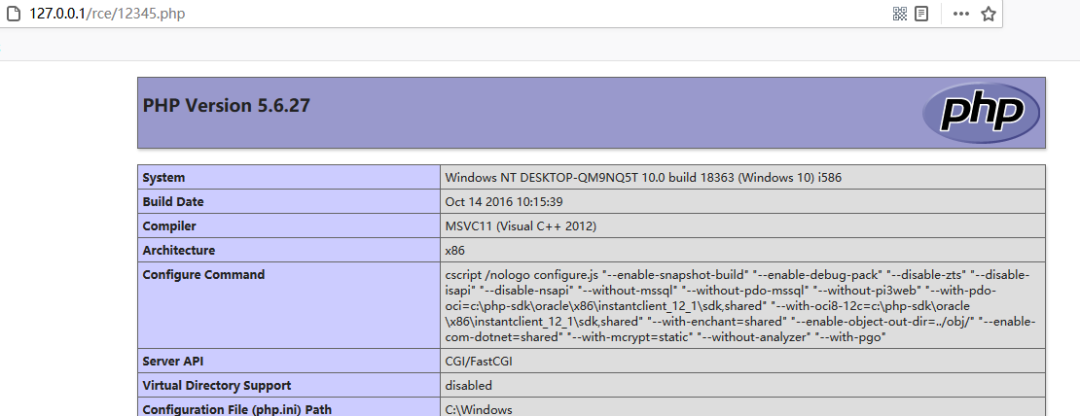 127.0.0.1/rce/12345.php
PHP Version 5.6.27
php
System Windows NT DESKTOP-QM9NQ5T 10.0 build 18363 (Windows 10) i586
Build Date Oct 14 2016 10:15:39
Compiler MSVC11 (Visual C++ 2012)
Architecture x86
Configure Command cscript /nologo configure.js "--enable-snapshot-build" "--enable-debug-pack" "--disable-zts" "--disable-
isapi" "--disable-nsapi" "--without-mssql" "--without-pdo-mssql" "--without-pi3web" "--with-pdo-
oci=c:\php-sdk\oracle\x86\instantclient_12_1\sdk,shared" "--with-oci8-12c=c:\php-sdk\oracle
\x86\instantclient_12_1\sdk,shared" "--with-enchant=shared" "--enable-object-out-dir=../obj/" "--enable-
com-dotnet=shared" "--with-mcrypt=static" "--without-analyzer" "--with-pgo"
Server API CGI/FastCGI
Virtual Directory Support disabled
Configuration File (php.ini) Path C:\Windows